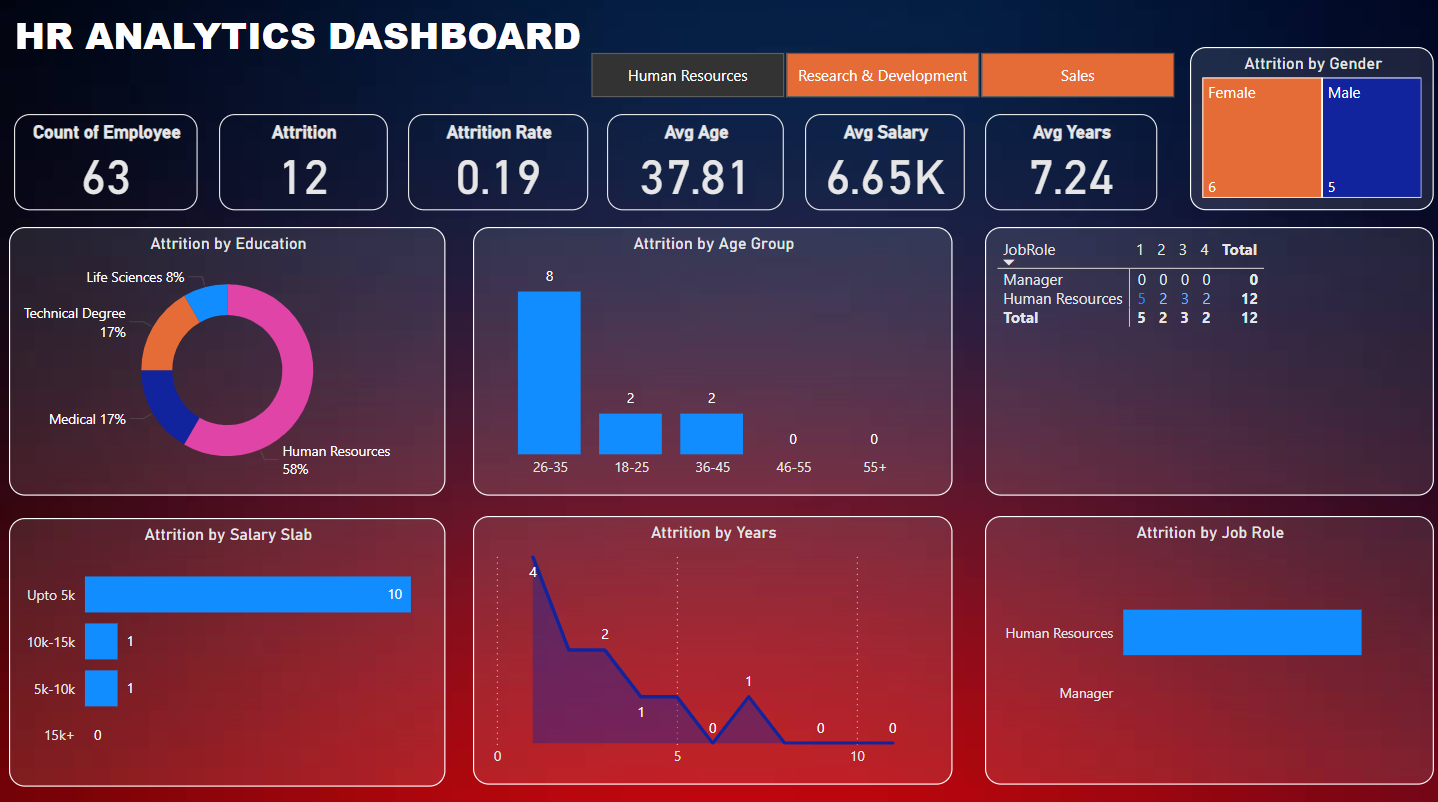 HR ANALYTICS DASHBOARD
Human Resources
Research & Development
Sales
Attrition by Gender
Female
Male
6
5
Count of Employee
63
Attrition
12
Attrition Rate
0.19
Avg Age
37.81
Avg Salary
6.65K
Avg Years
7.24
Attrition by Education
Life Sciences 8%
Technical Degree
17%
Medical 17%
Human Resources
58%
Attrition by Age Group
8
2
2
0
0
26-35
18-25
36-45
46-55
55+
JobRole 1 2 3 4 Total
Manager 0 0 0 0 0
Human Resources 5 2 3 2 12
Total 5 2 3 2 12
Attrition by Salary Slab
Upto 5k 10
10k-15k 1
5k-10k 1
15k+ 0
Attrition by Years
4
2
1
0
1
0
0
0
5
10
Attrition by Job Role
Human Resources
Manager